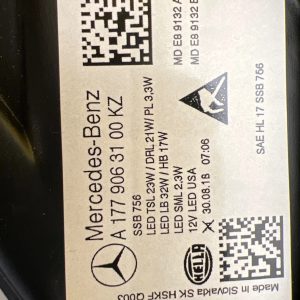 MD E8 9132 A
MD E8 9132 E
Mercedes-Benz
A 177 906 31 00 KZ
SSB 756
LED TSL 23W / DRL 21W / PL 3,3W
LED LB 32W / HB 17W
LED SML 2,3W
12V LED USA
30.08.18 07:06
SAE HL 17 SSB 756
HELLA
Made in Slovakia SK HSKF Q003